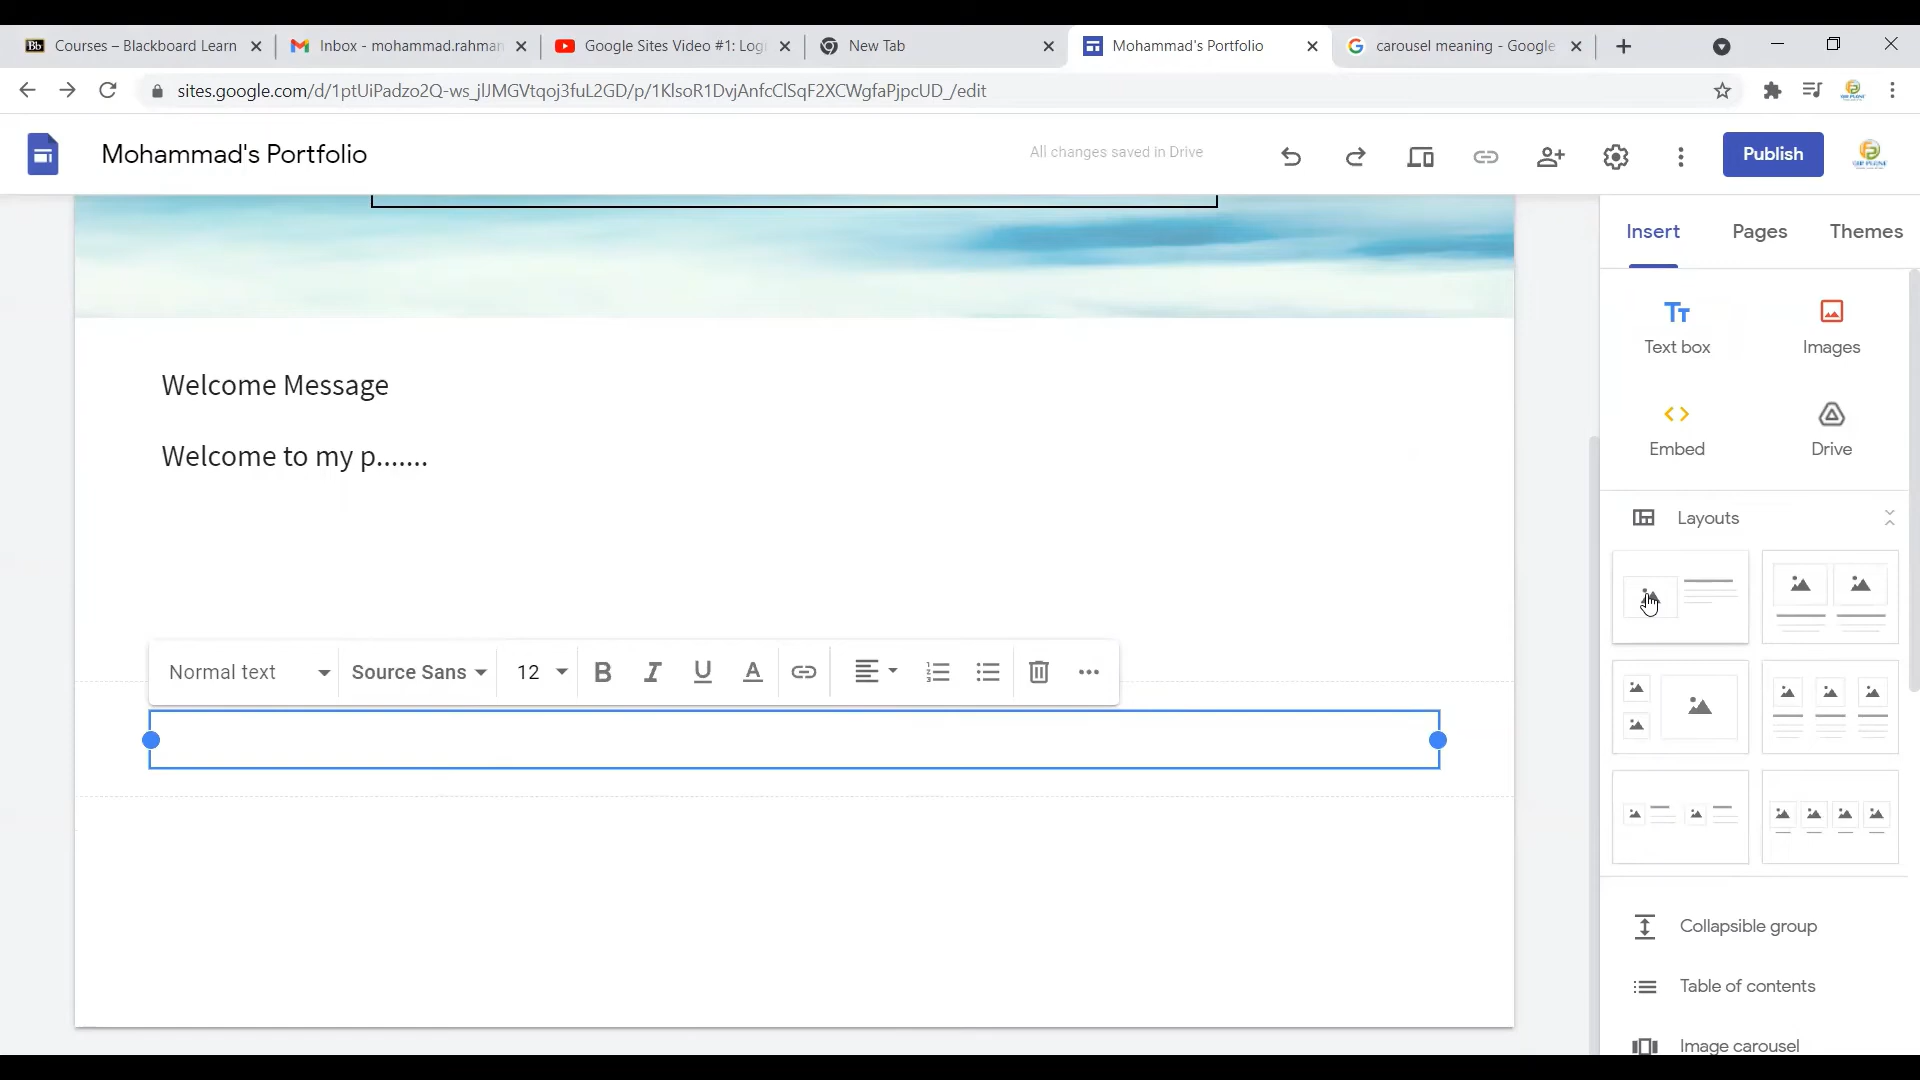 Courses – Blackboard Learn
Inbox - mohammad.rahman
Google Sites Video #1: Log
New Tab
Mohammad's Portfolio
carousel meaning - Google
sites.google.com/d/1ptUiPadzo2Q-ws_jlJMGVtqoj3fuL2GD/p/1KlsoR1DvjAnfcClSqF2XCWgfaPjpcUD_/edit
Mohammad's Portfolio
All changes saved in Drive
Publish
Insert
Pages
Themes
Text box
Images
Embed
Drive
Layouts
Welcome Message
Welcome to my p.......
Normal text
Source Sans
12
Collapsible group
Table of contents
Image carousel